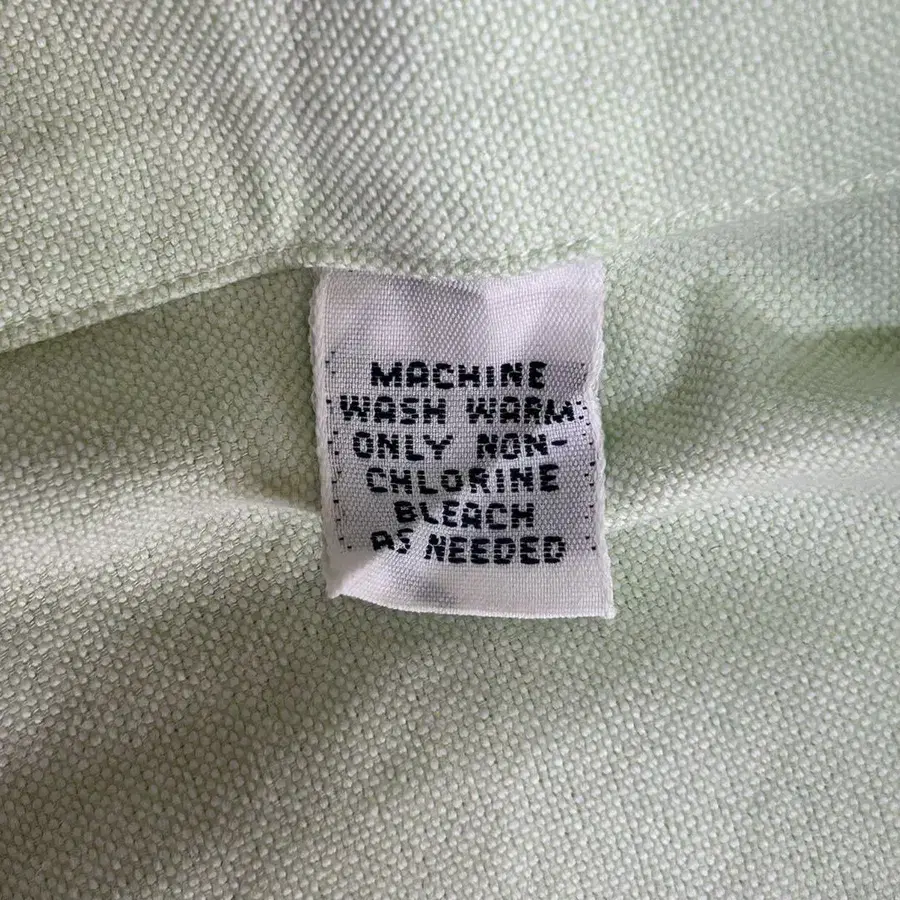 MACHINE
WASH WARM
ONLY NON-
CHLORINE
BLEACH
AS NEEDED